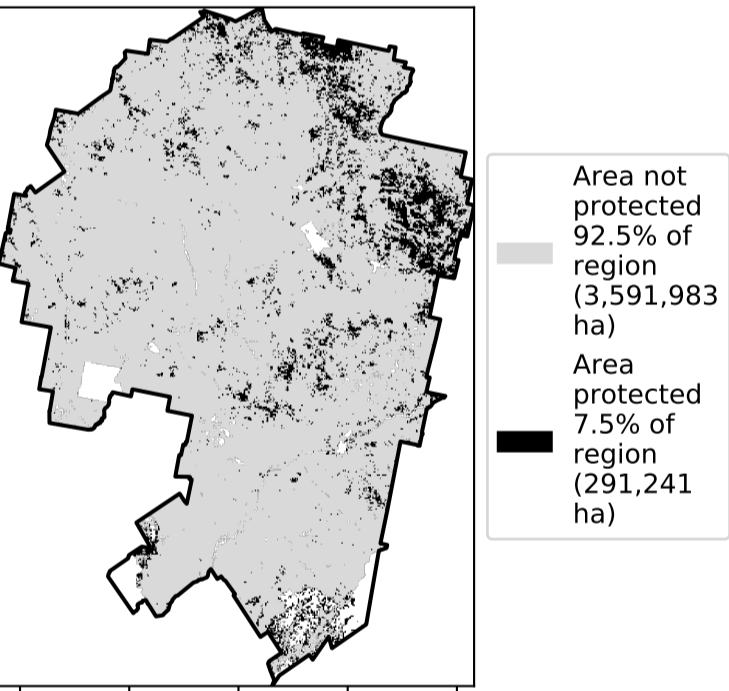 Area not
protected
92.5% of
region
(3,591,983
ha)
Area
protected
7.5% of
region
(291,241
ha)